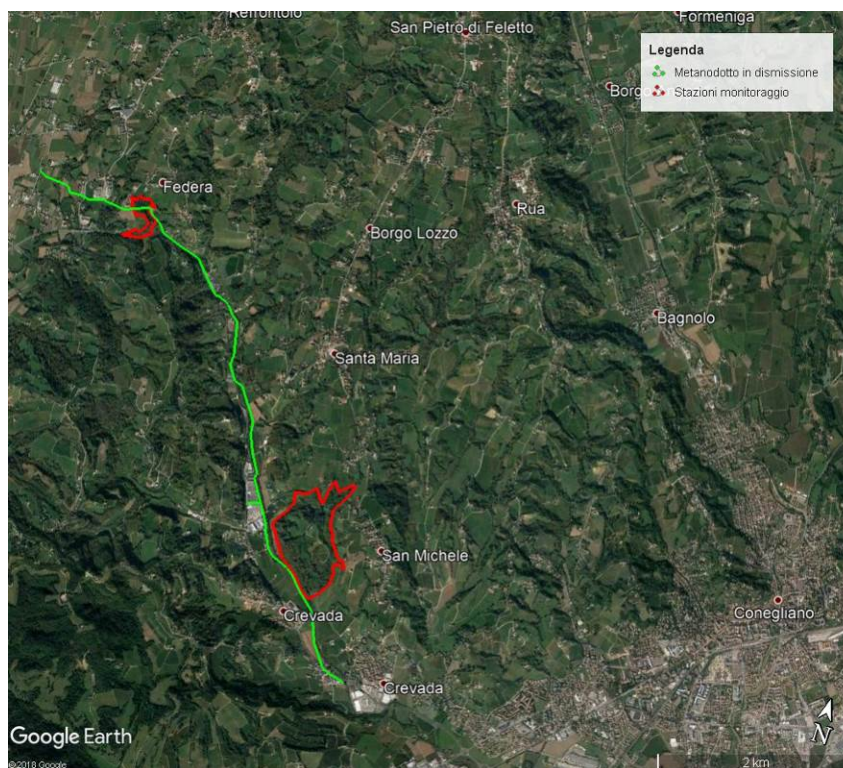 Refrontolo
San Pietro di Feletto
Formeniga
Legenda
Metanodotto in dismissione
Stazioni monitoraggio
Federa
Rua
Borgo Lozzo
Bagnolo
Santa Maria
San Michele
Conegliano
Crevada
Crevada
Google Earth
N
©2018 Google
2 km